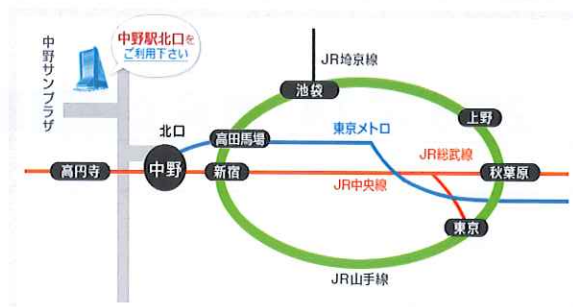 中野サンプラザ
中野駅北口を
ご利用下さい
JR埼京線
池袋
上野
北口
高田馬場
東京メトロ
JR総武線
高円寺
中野
新宿
JR中央線
秋葉原
東京
JR山手線